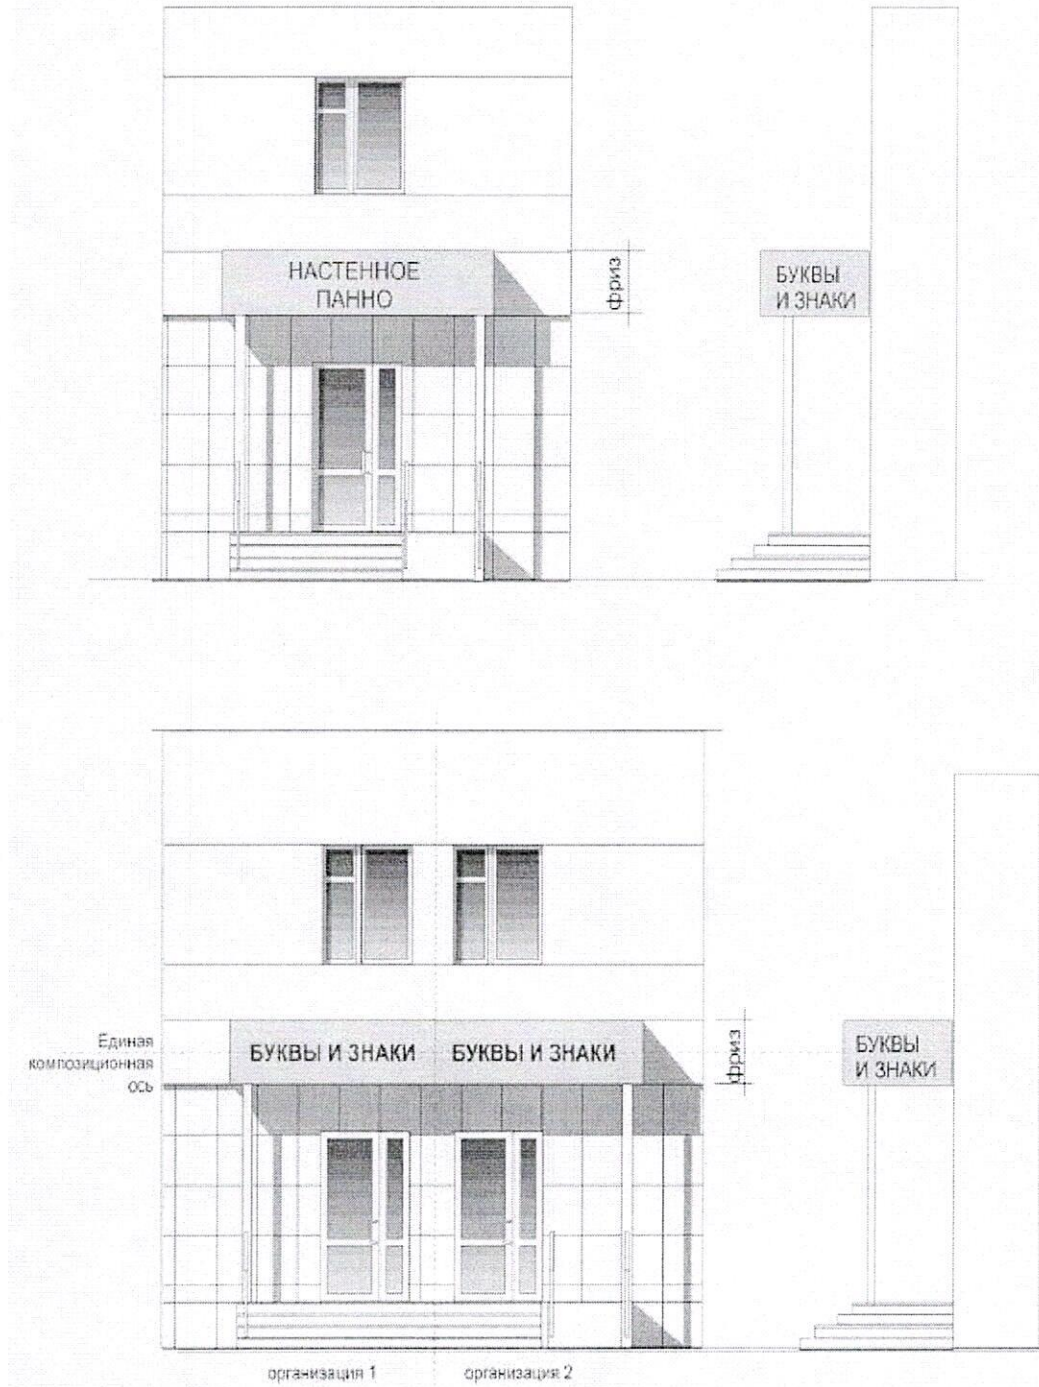 НАСТЕННОЕ
ПАННО
фриз
БУКВЫ
И ЗНАКИ
Единая
композиционная
ось
БУКВЫ И ЗНАКИ БУКВЫ И ЗНАКИ
фриз
БУКВЫ
И ЗНАКИ
организация 1 организация 2